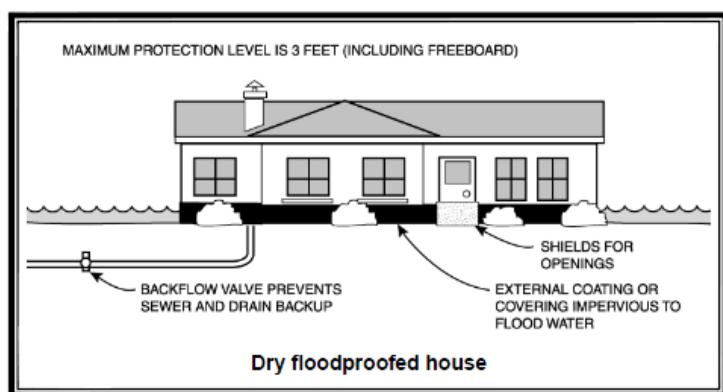 MAXIMUM PROTECTION LEVEL IS 3 FEET (INCLUDING FREEBOARD)
SHIELDS FOR
OPENINGS
BACKFLOW VALVE PREVENTS
SEWER AND DRAIN BACKUP
EXTERNAL COATING OR
COVERING IMPERVIOUS TO
FLOOD WATER
Dry floodproofed house